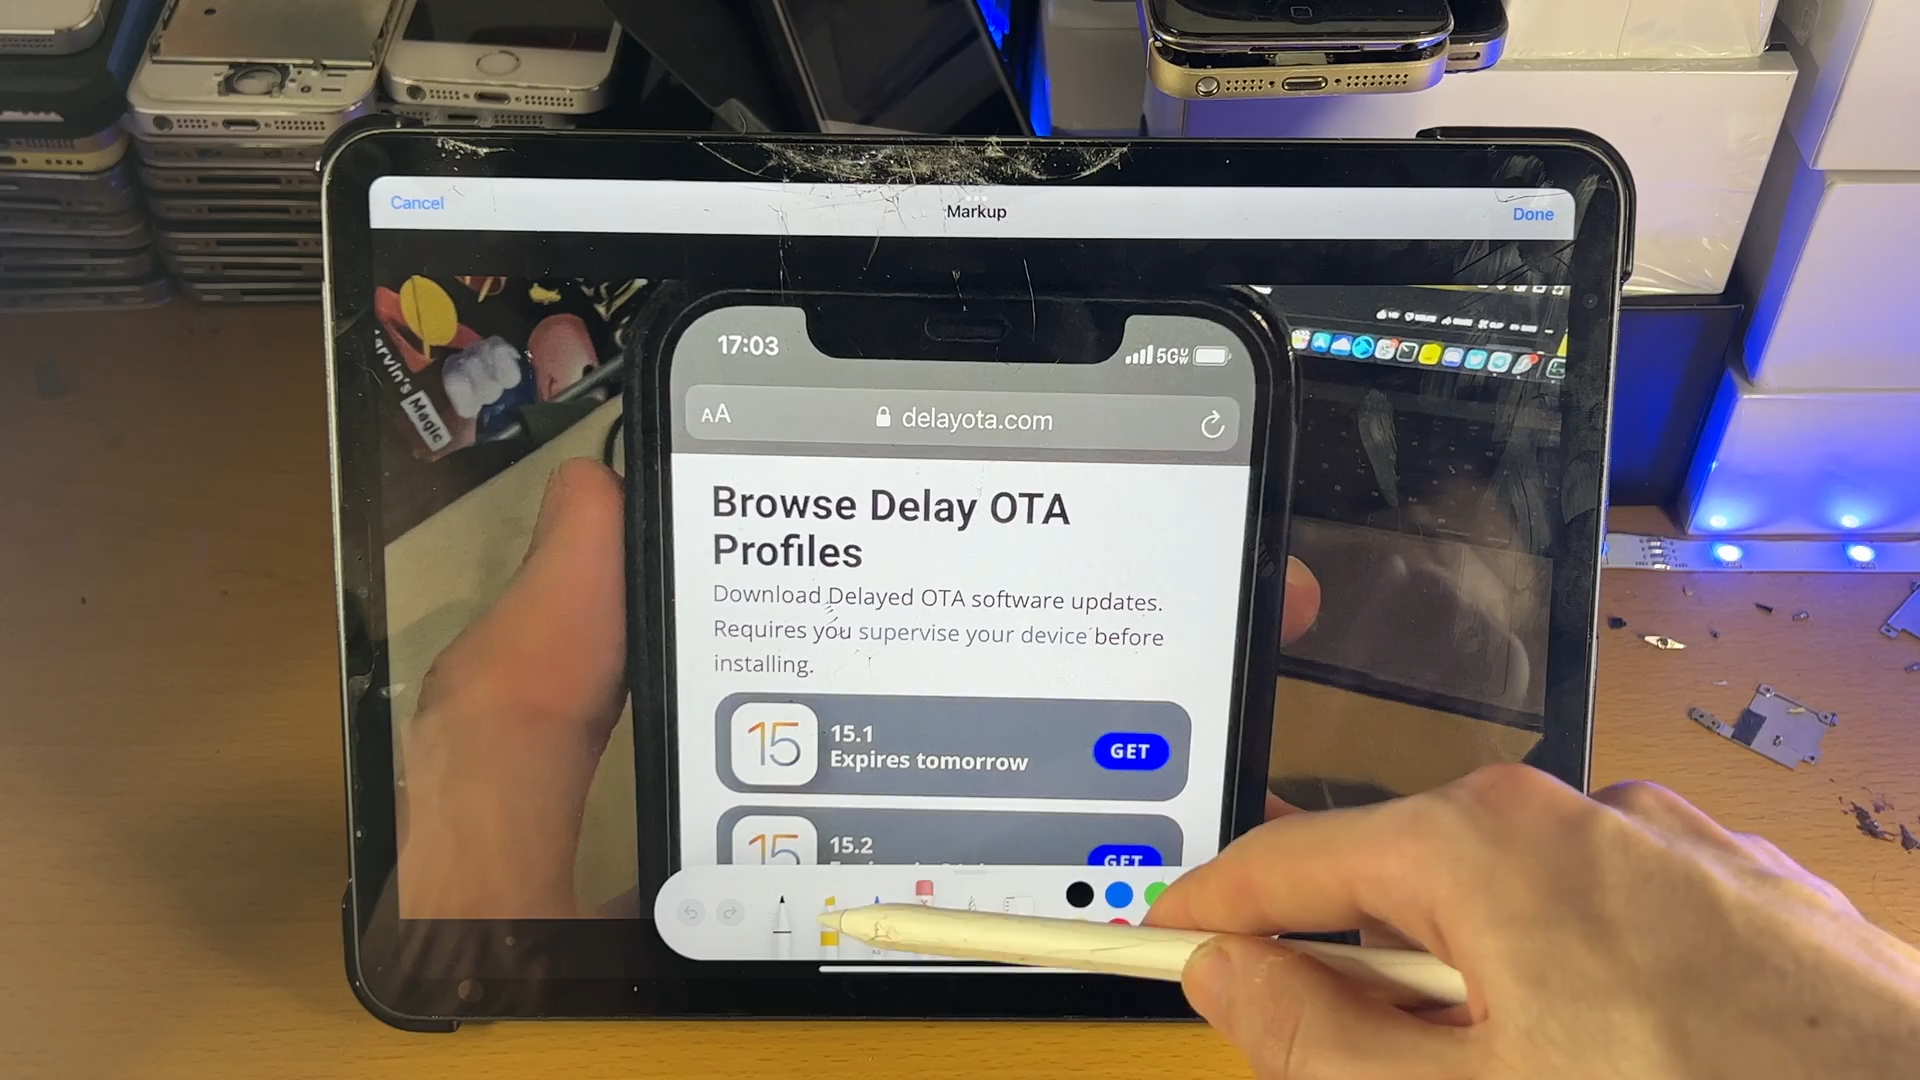 Cancel
Markup
Done
Marvin's
Magic
17:03
5G
AA
delayota.com
Browse Delay OTA
Profiles
Download Delayed OTA software updates.
Requires you supervise your device before
installing.
15
15.1
Expires tomorrow
GET
15
15.2
GET